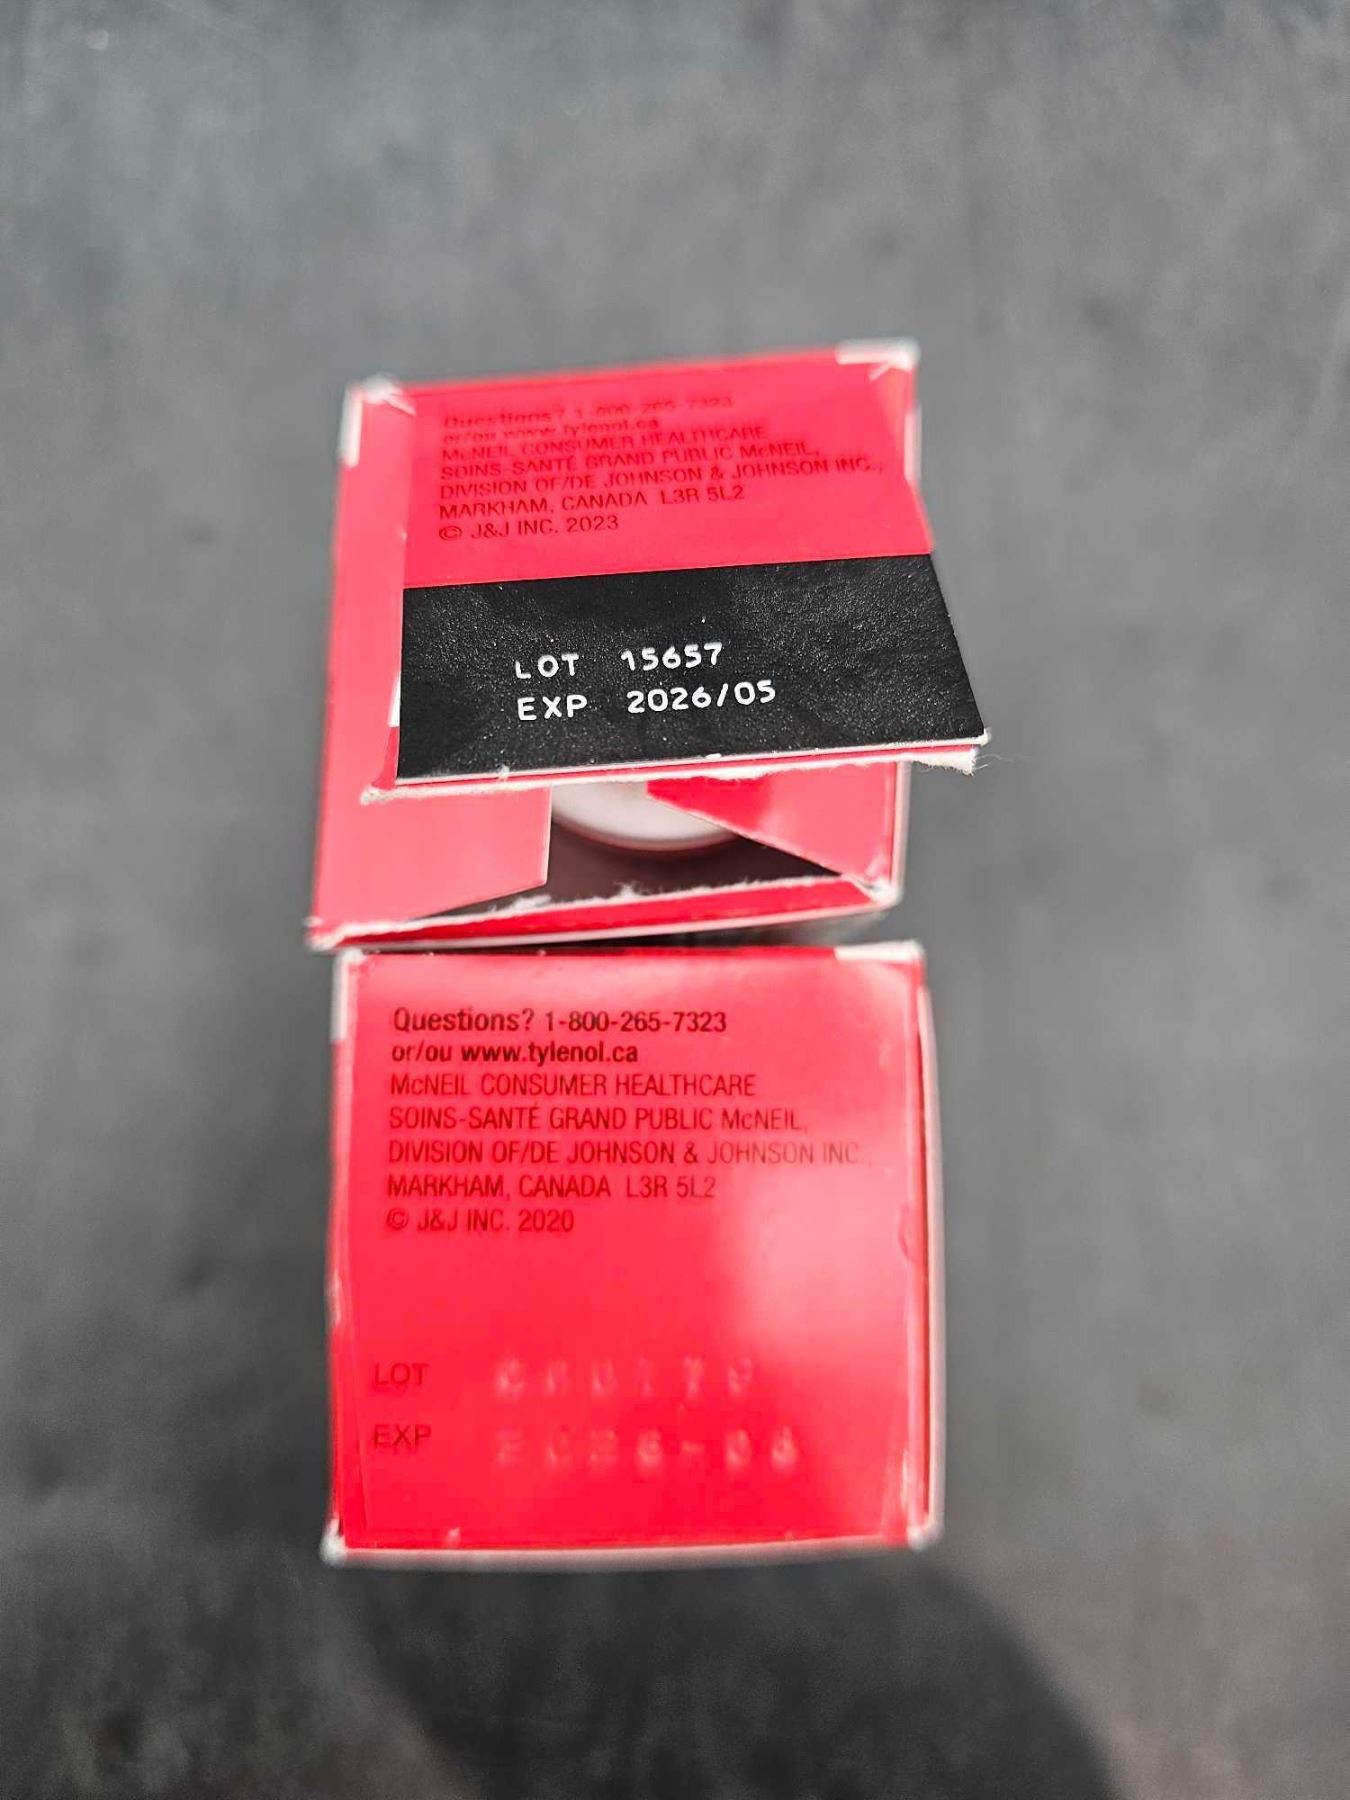 Questions? 1-800-265-7323
or/ou www.tylenol.ca
McNEIL CONSUMER HEALTHCARE
SOINS-SANTÉ GRAND PUBLIC McNEIL,
DIVISION OF/DE JOHNSON & JOHNSON INC.,
MARKHAM, CANADA L3R 5L2
© J&J INC. 2023
LOT 15657
EXP 2026/05
Questions? 1-800-265-7323
or/ou www.tylenol.ca
McNEIL CONSUMER HEALTHCARE
SOINS-SANTÉ GRAND PUBLIC McNEIL,
DIVISION OF/DE JOHNSON & JOHNSON INC.,
MARKHAM, CANADA L3R 5L2
© J&J INC. 2020
LOT
EXP